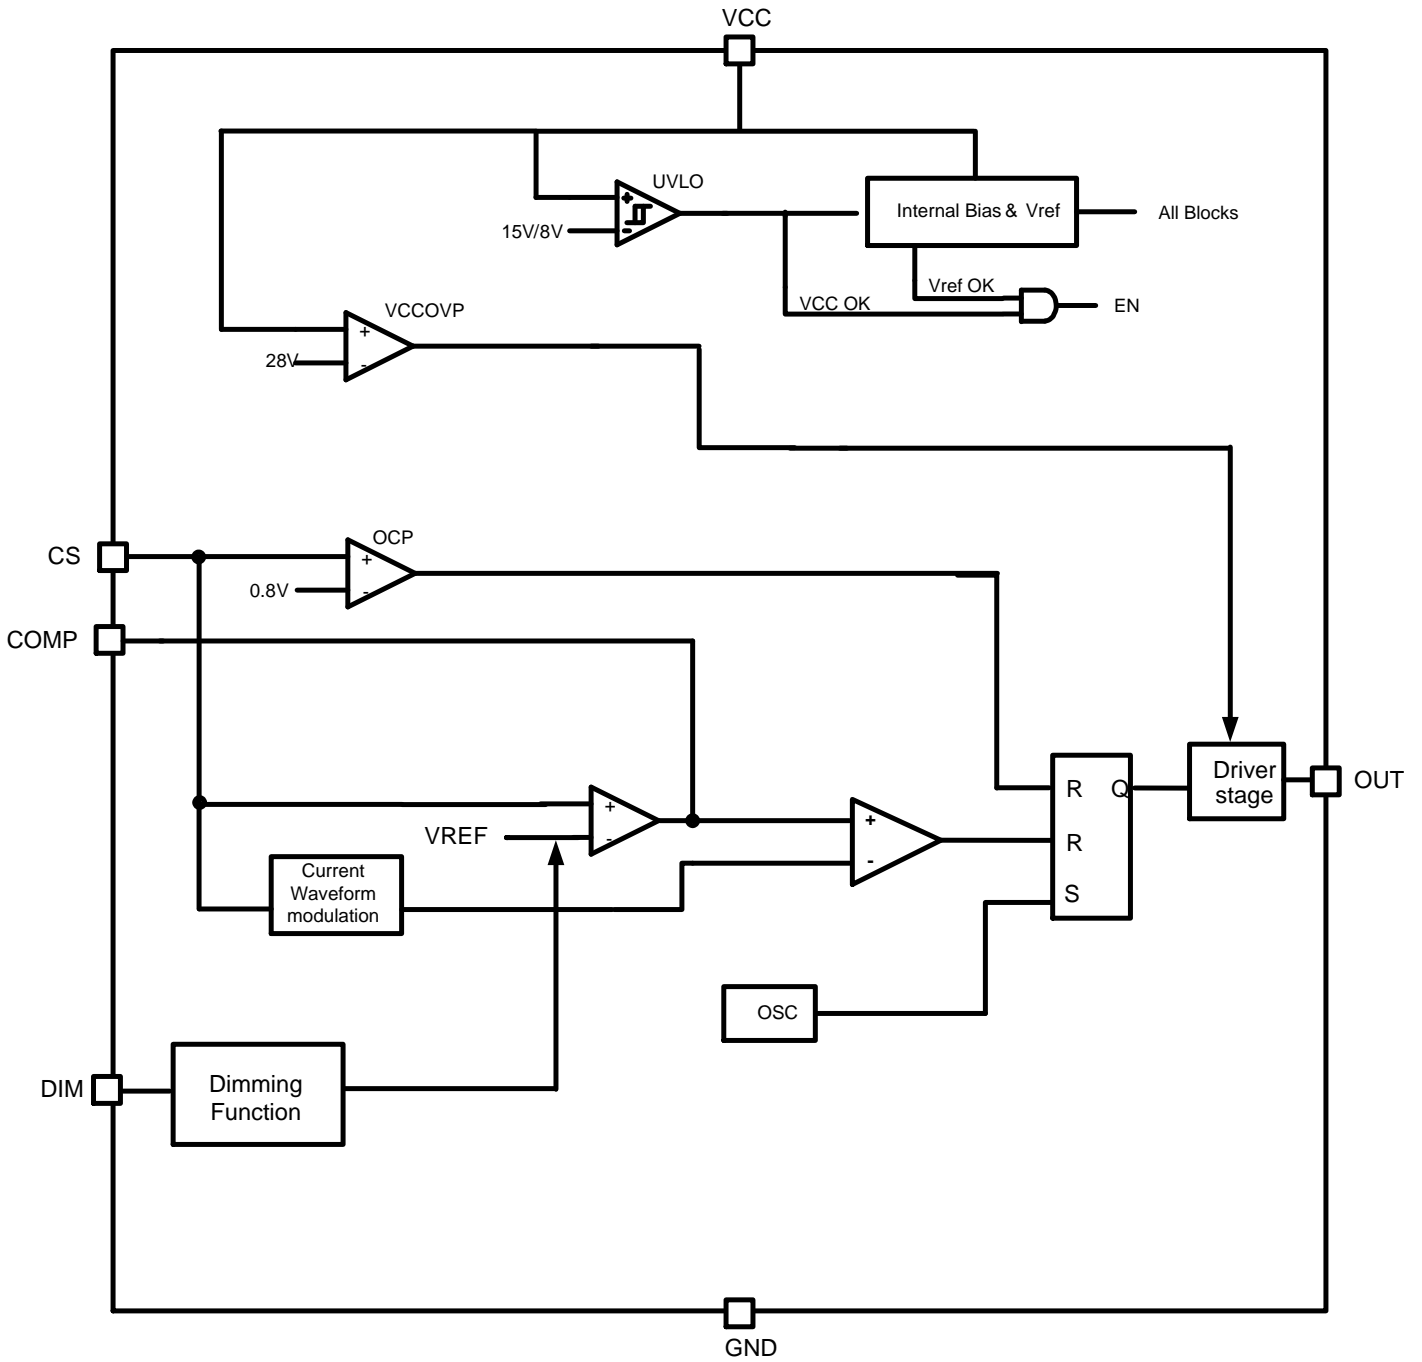 VCC
UVLO
+
-
15V/8V
Internal Bias & Vref
All Blocks
Vref OK
VCC OK
EN
VCCOVP
+
-
28V
OCP
CS
+
-
0.8V
COMP
+
-
VREF
+
-
Current
Waveform
modulation
R
Q
R
S
Driver
stage
OUT
OSC
DIM
Dimming
Function
GND